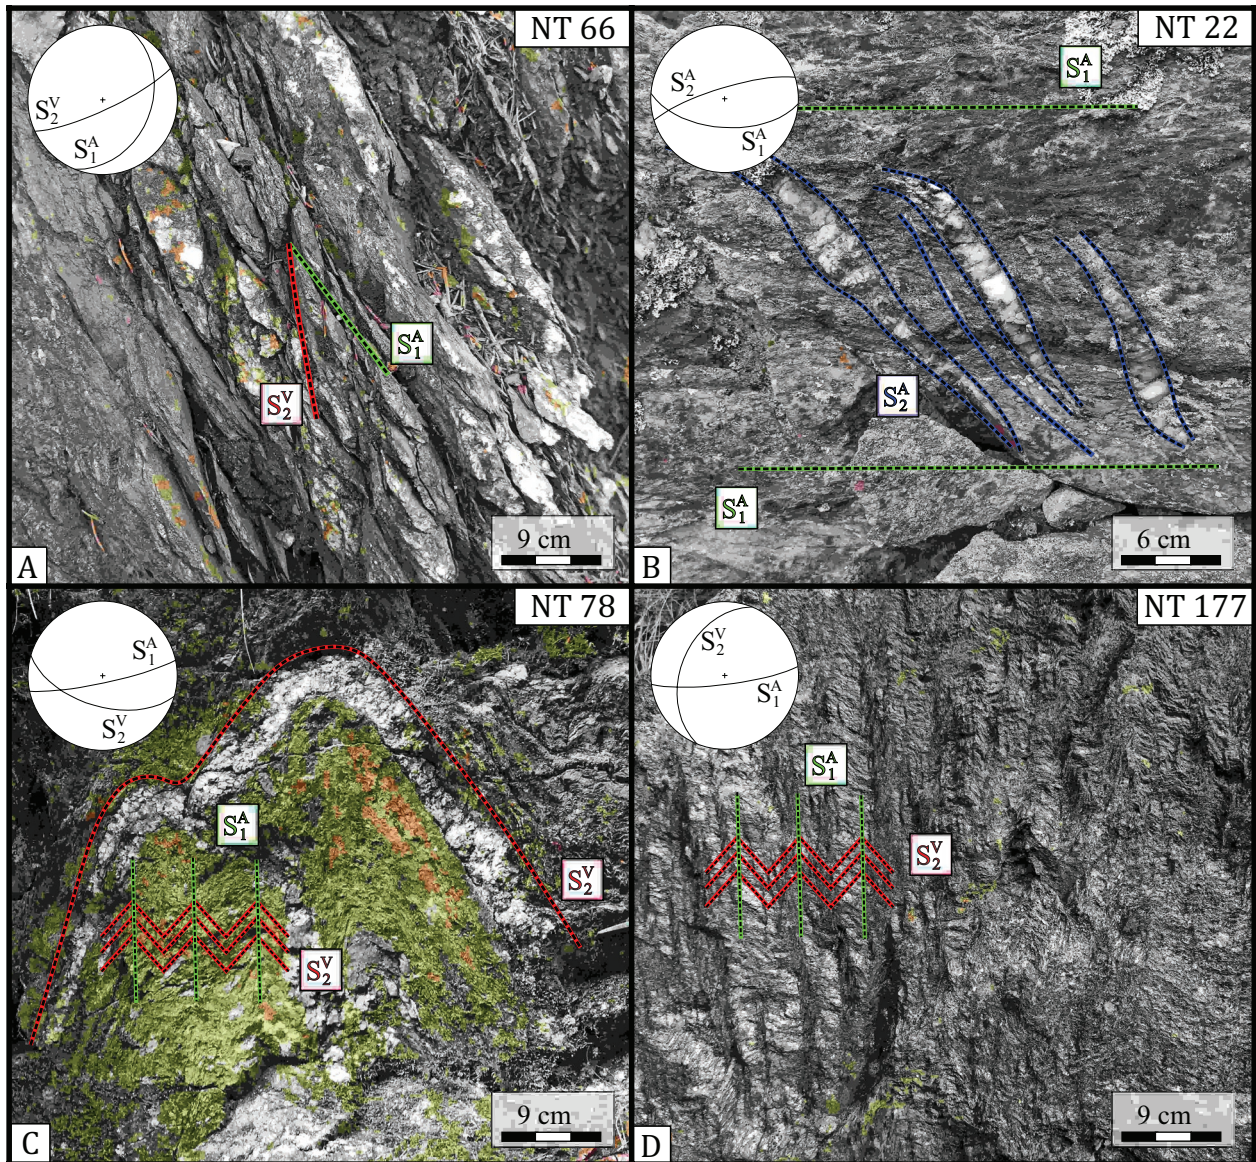 NT 66
S₂ⱽ
S₁ᴬ
S₁ᴬ
S₂ⱽ
9 cm
A
NT 22
S₂ᴬ
S₁ᴬ
S₁ᴬ
S₂ᴬ
S₁ᴬ
6 cm
B
NT 78
S₁ᴬ
S₂ⱽ
S₁ᴬ
S₂ⱽ
S₂ⱽ
9 cm
C
NT 177
S₂ⱽ
S₁ᴬ
S₁ᴬ
S₂ⱽ
9 cm
D